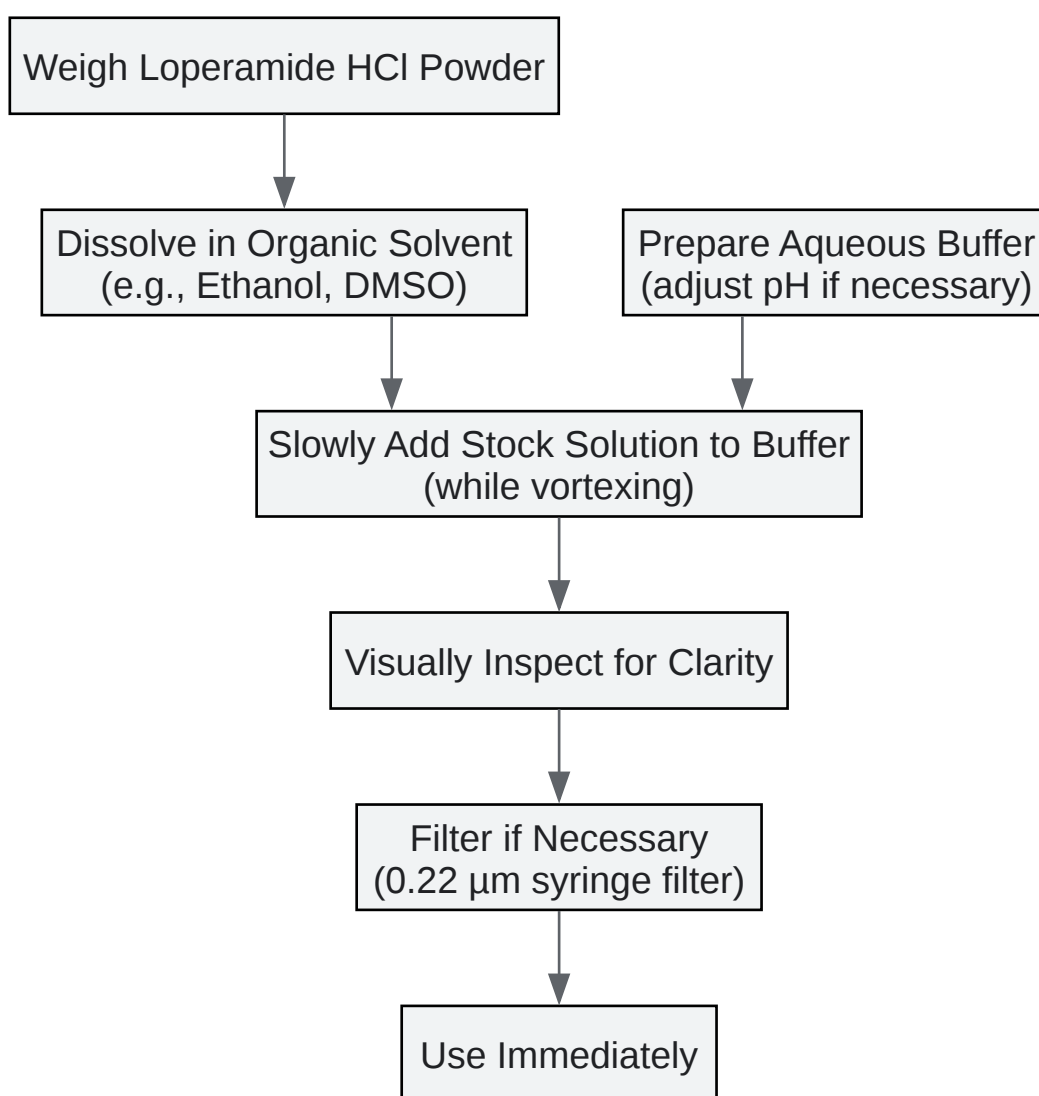 Weigh Loperamide HCl Powder
Dissolve in Organic Solvent
(e.g., Ethanol, DMSO)
Prepare Aqueous Buffer
(adjust pH if necessary)
Slowly Add Stock Solution to Buffer
(while vortexing)
Visually Inspect for Clarity
Filter if Necessary
(0.22 µm syringe filter)
Use Immediately